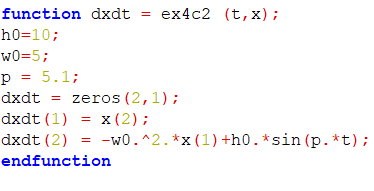 function dxdt = ex4c2 (t,x);
h0=10;
w0=5;
p = 5.1;
dxdt = zeros(2,1);
dxdt(1) = x(2);
dxdt(2) = -w0.^2.*x(1)+h0.*sin(p.*t);
endfunction